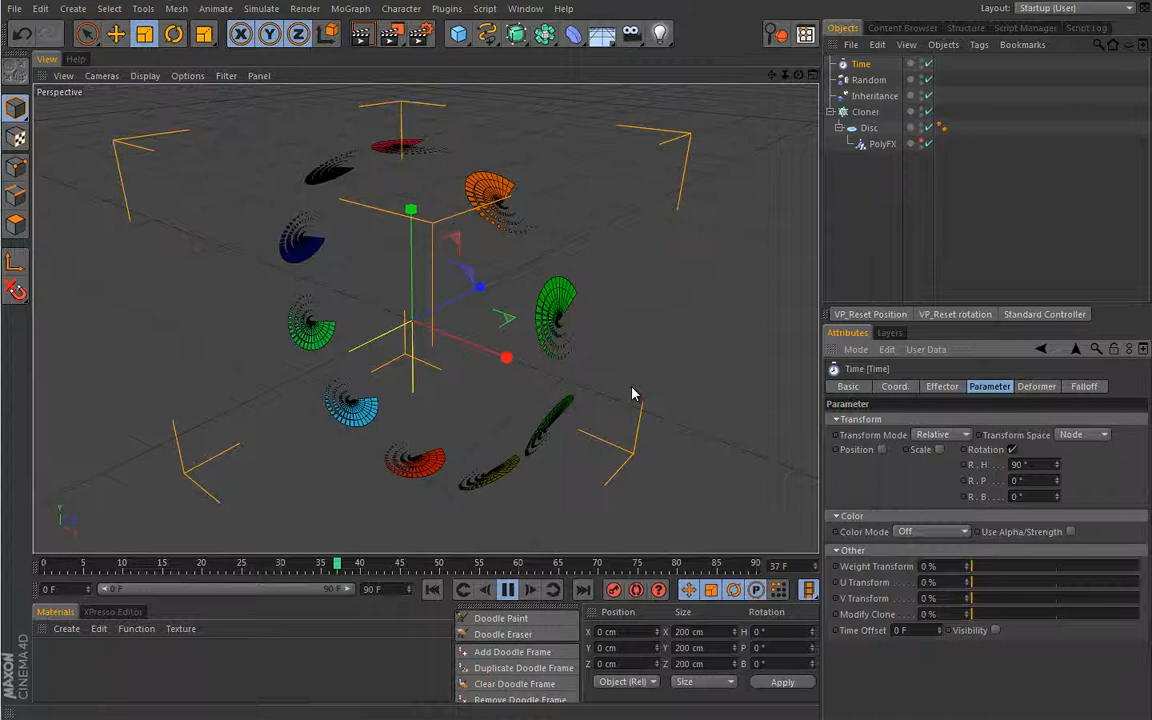 File Edit Create Select Tools Mesh Animate Simulate Render MoGraph Character Plugins Script Window Help
Layout: Startup (User)
X Y Z
View Help
Objects Content Browser Structure Script Manager Script Log
View Cameras Display Options Filter Panel
File Edit View Objects Tags Bookmarks
Perspective
Time
Random
Inheritance
Cloner
Disc
PolyFX
VP_Reset Position VP_Reset rotation Standard Controller
Attributes Layers
Mode Edit User Data
Time [Time]
Basic Coord. Effector Parameter Deformer Falloff
Parameter
Transform
Transform Mode Relative Transform Space Node
Position Scale Rotation
R . H 90 °
R . P 0 °
R . B 0 °
Color
Color Mode Off Use Alpha/Strength
Other
Weight Transform 0 %
U Transform 0 %
V Transform 0 %
Modify Clone 0 %
Time Offset 0 F Visibility
Y
0 5 10 15 20 25 30 35 40 45 50 55 60 65 70 75 80 85 90 37 F
0 F 0 F 90 F 90 F P
Materials XPresso Editor
Create Edit Function Texture
Doodle Paint
Doodle Eraser
Add Doodle Frame
Duplicate Doodle Frame
Clear Doodle Frame
Remove Doodle Frame
Position Size Rotation
X 0 cm X 200 cm H 0 °
Y 0 cm Y 200 cm P 0 °
Z 0 cm Z 200 cm B 0 °
Object (Rel) Size Apply
MAXON
CINEMA 4D